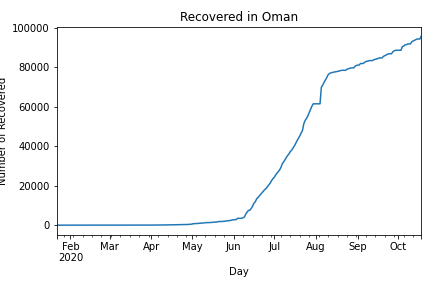 Recovered in Oman
Number of Recovered
100000
80000
60000
40000
20000
0
Feb Mar Apr May Jun Jul Aug Sep Oct
2020
Day